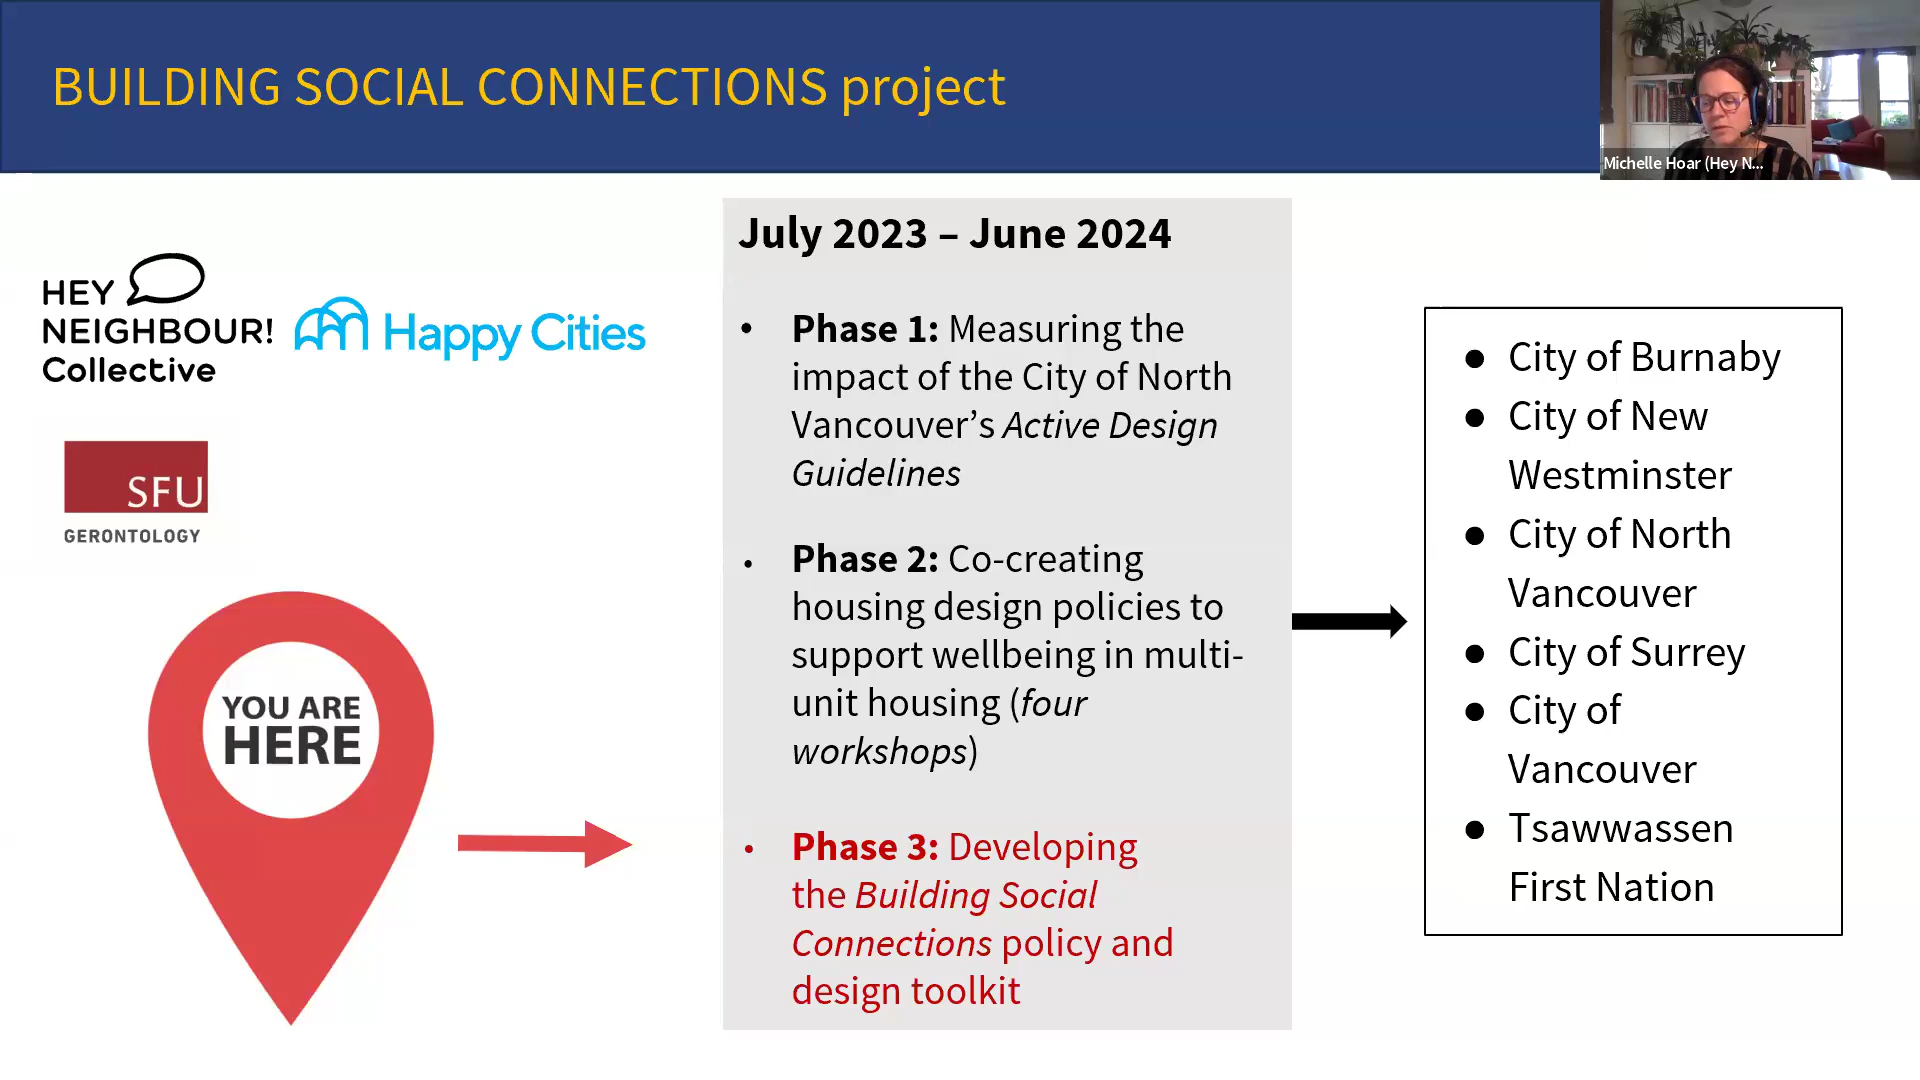 BUILDING SOCIAL CONNECTIONS project
Michelle Hoar (Hey N...
HEY
NEIGHBOUR!
Collective
Happy Cities
SFU
GERONTOLOGY
YOU ARE
HERE
July 2023 – June 2024
• Phase 1: Measuring the
impact of the City of North
Vancouver’s Active Design
Guidelines
• Phase 2: Co-creating
housing design policies to
support wellbeing in multi-
unit housing (four
workshops)
• Phase 3: Developing
the Building Social
Connections policy and
design toolkit
● City of Burnaby
● City of New
Westminster
● City of North
Vancouver
● City of Surrey
● City of
Vancouver
● Tsawwassen
First Nation